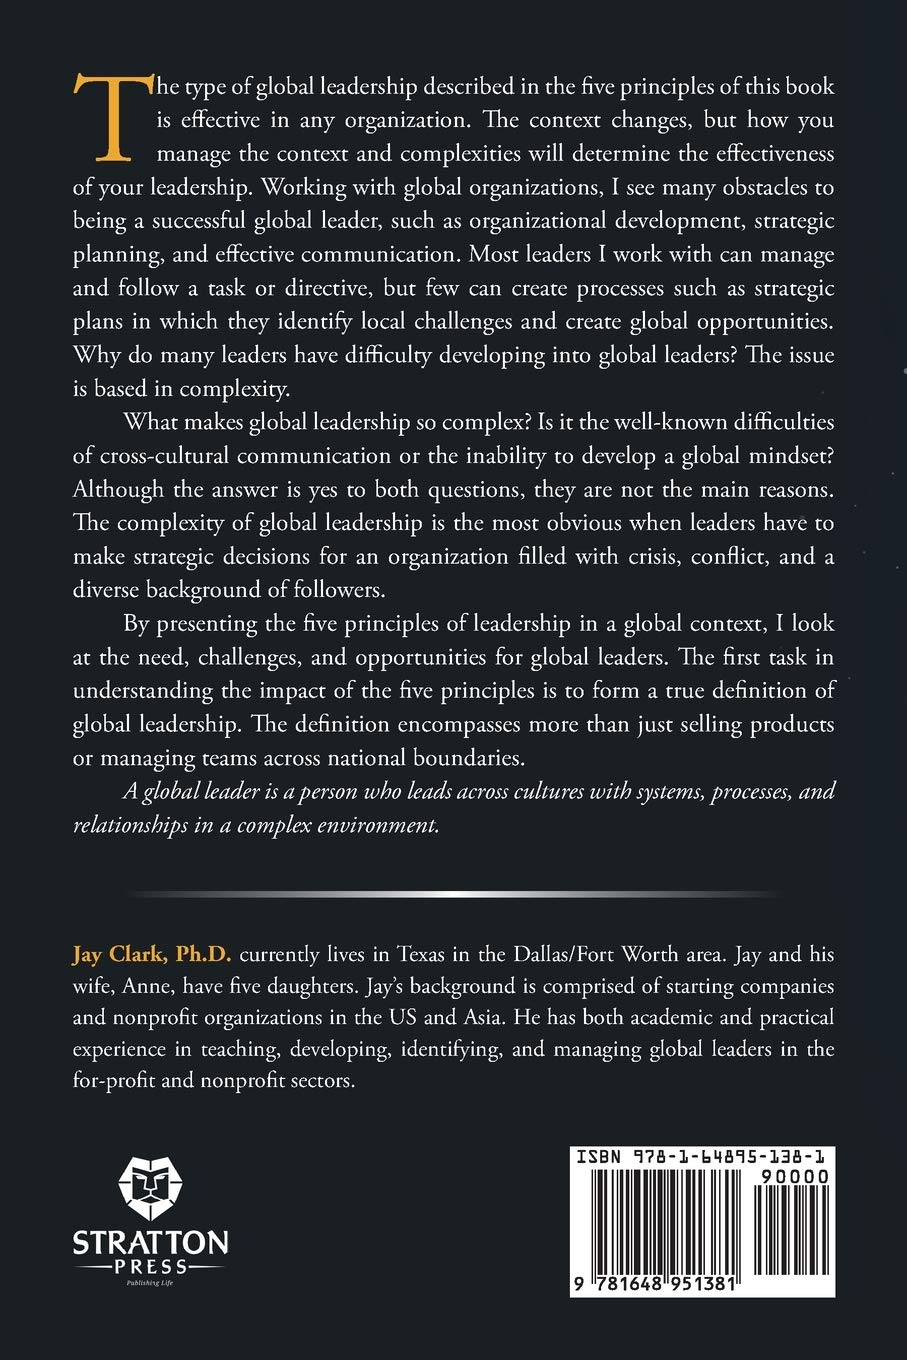 The type of global leadership described in the five principles of this book
is effective in any organization. The context changes, but how you
manage the context and complexities will determine the effectiveness
of your leadership. Working with global organizations, I see many obstacles to
being a successful global leader, such as organizational development, strategic
planning, and effective communication. Most leaders I work with can manage
and follow a task or directive, but few can create processes such as strategic
plans in which they identify local challenges and create global opportunities.
Why do many leaders have difficulty developing into global leaders? The issue
is based in complexity.
What makes global leadership so complex? Is it the well-known difficulties
of cross-cultural communication or the inability to develop a global mindset?
Although the answer is yes to both questions, they are not the main reasons.
The complexity of global leadership is the most obvious when leaders have to
make strategic decisions for an organization filled with crisis, conflict, and a
diverse background of followers.
By presenting the five principles of leadership in a global context, I look
at the need, challenges, and opportunities for global leaders. The first task in
understanding the impact of the five principles is to form a true definition of
global leadership. The definition encompasses more than just selling products
or managing teams across national boundaries.
A global leader is a person who leads across cultures with systems, processes, and
relationships in a complex environment.
Jay Clark, Ph.D. currently lives in Texas in the Dallas/Fort Worth area. Jay and his
wife, Anne, have five daughters. Jay's background is comprised of starting companies
and nonprofit organizations in the US and Asia. He has both academic and practical
experience in teaching, developing, identifying, and managing global leaders in the
for-profit and nonprofit sectors.
STRATTON
PRESS
Publishing Life
ISBN 978-1-64895-138-1
90000
9 781648 951381